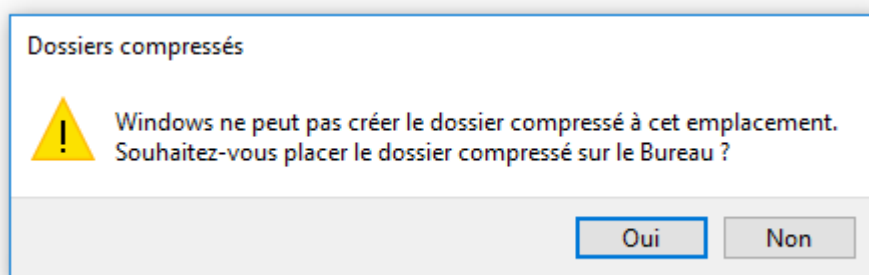 Dossiers compressés
Windows ne peut pas créer le dossier compressé à cet emplacement.
Souhaitez-vous placer le dossier compressé sur le Bureau ?
Oui
Non